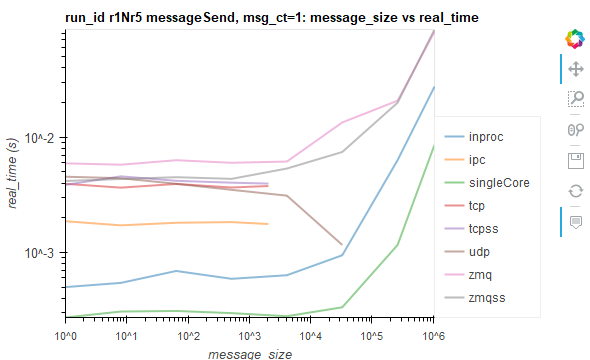 run_id r1Nr5 messageSend, msg_ct=1: message_size vs real_time
real_time (s)
10^-2
10^-3
10^0 10^1 10^2 10^3 10^4 10^5 10^6
message_size
inproc
ipc
singleCore
tcp
tcpss
udp
zmq
zmqss